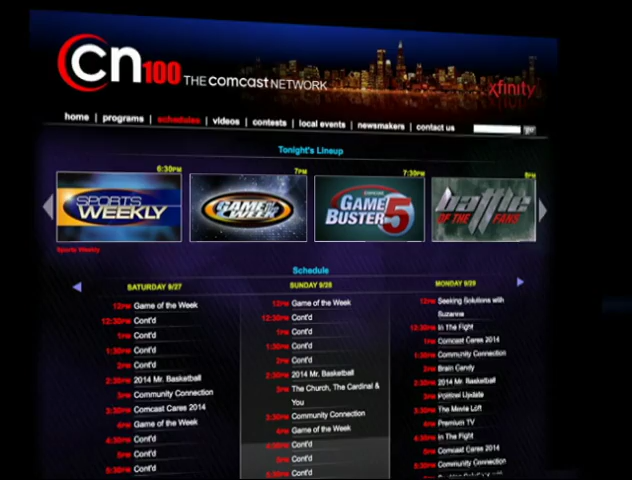 cn100 THE comcast NETWORK
xfinity
home | programs | schedules | videos | contests | local events | newsmakers | contact us
Tonight's Lineup
6:30PM 7PM 7:30PM 8PM
SPORTS WEEKLY
GAME OF THE WEEK
COMCAST GAME BUSTER 5
battle OF THE FANS
Sports Weekly
Schedule
SATURDAY 9/27
12PM Game of the Week
12:30PM Cont'd
1PM Cont'd
1:30PM Cont'd
2PM Cont'd
2:30PM 2014 Mr. Basketball
3PM Community Connection
3:30PM Comcast Cares 2014
4PM Game of the Week
4:30PM Cont'd
5PM Cont'd
5:30PM Cont'd
SUNDAY 9/28
12PM Game of the Week
12:30PM Cont'd
1PM Cont'd
1:30PM Cont'd
2PM Cont'd
2:30PM 2014 Mr. Basketball
3PM The Church, The Cardinal &
You
3:30PM Community Connection
4PM Game of the Week
4:30PM Cont'd
5PM Cont'd
5:30PM Cont'd
MONDAY 9/29
12PM Seeking Solutions with
Suzanne
12:30PM In The Fight
1PM Comcast Cares 2014
1:30PM Community Connection
2PM Brain Candy
2:30PM 2014 Mr. Basketball
3PM Political Update
3:30PM The Movie Loft
4PM Premium TV
4:30PM In The Fight
5PM Comcast Cares 2014
5:30PM Community Connection